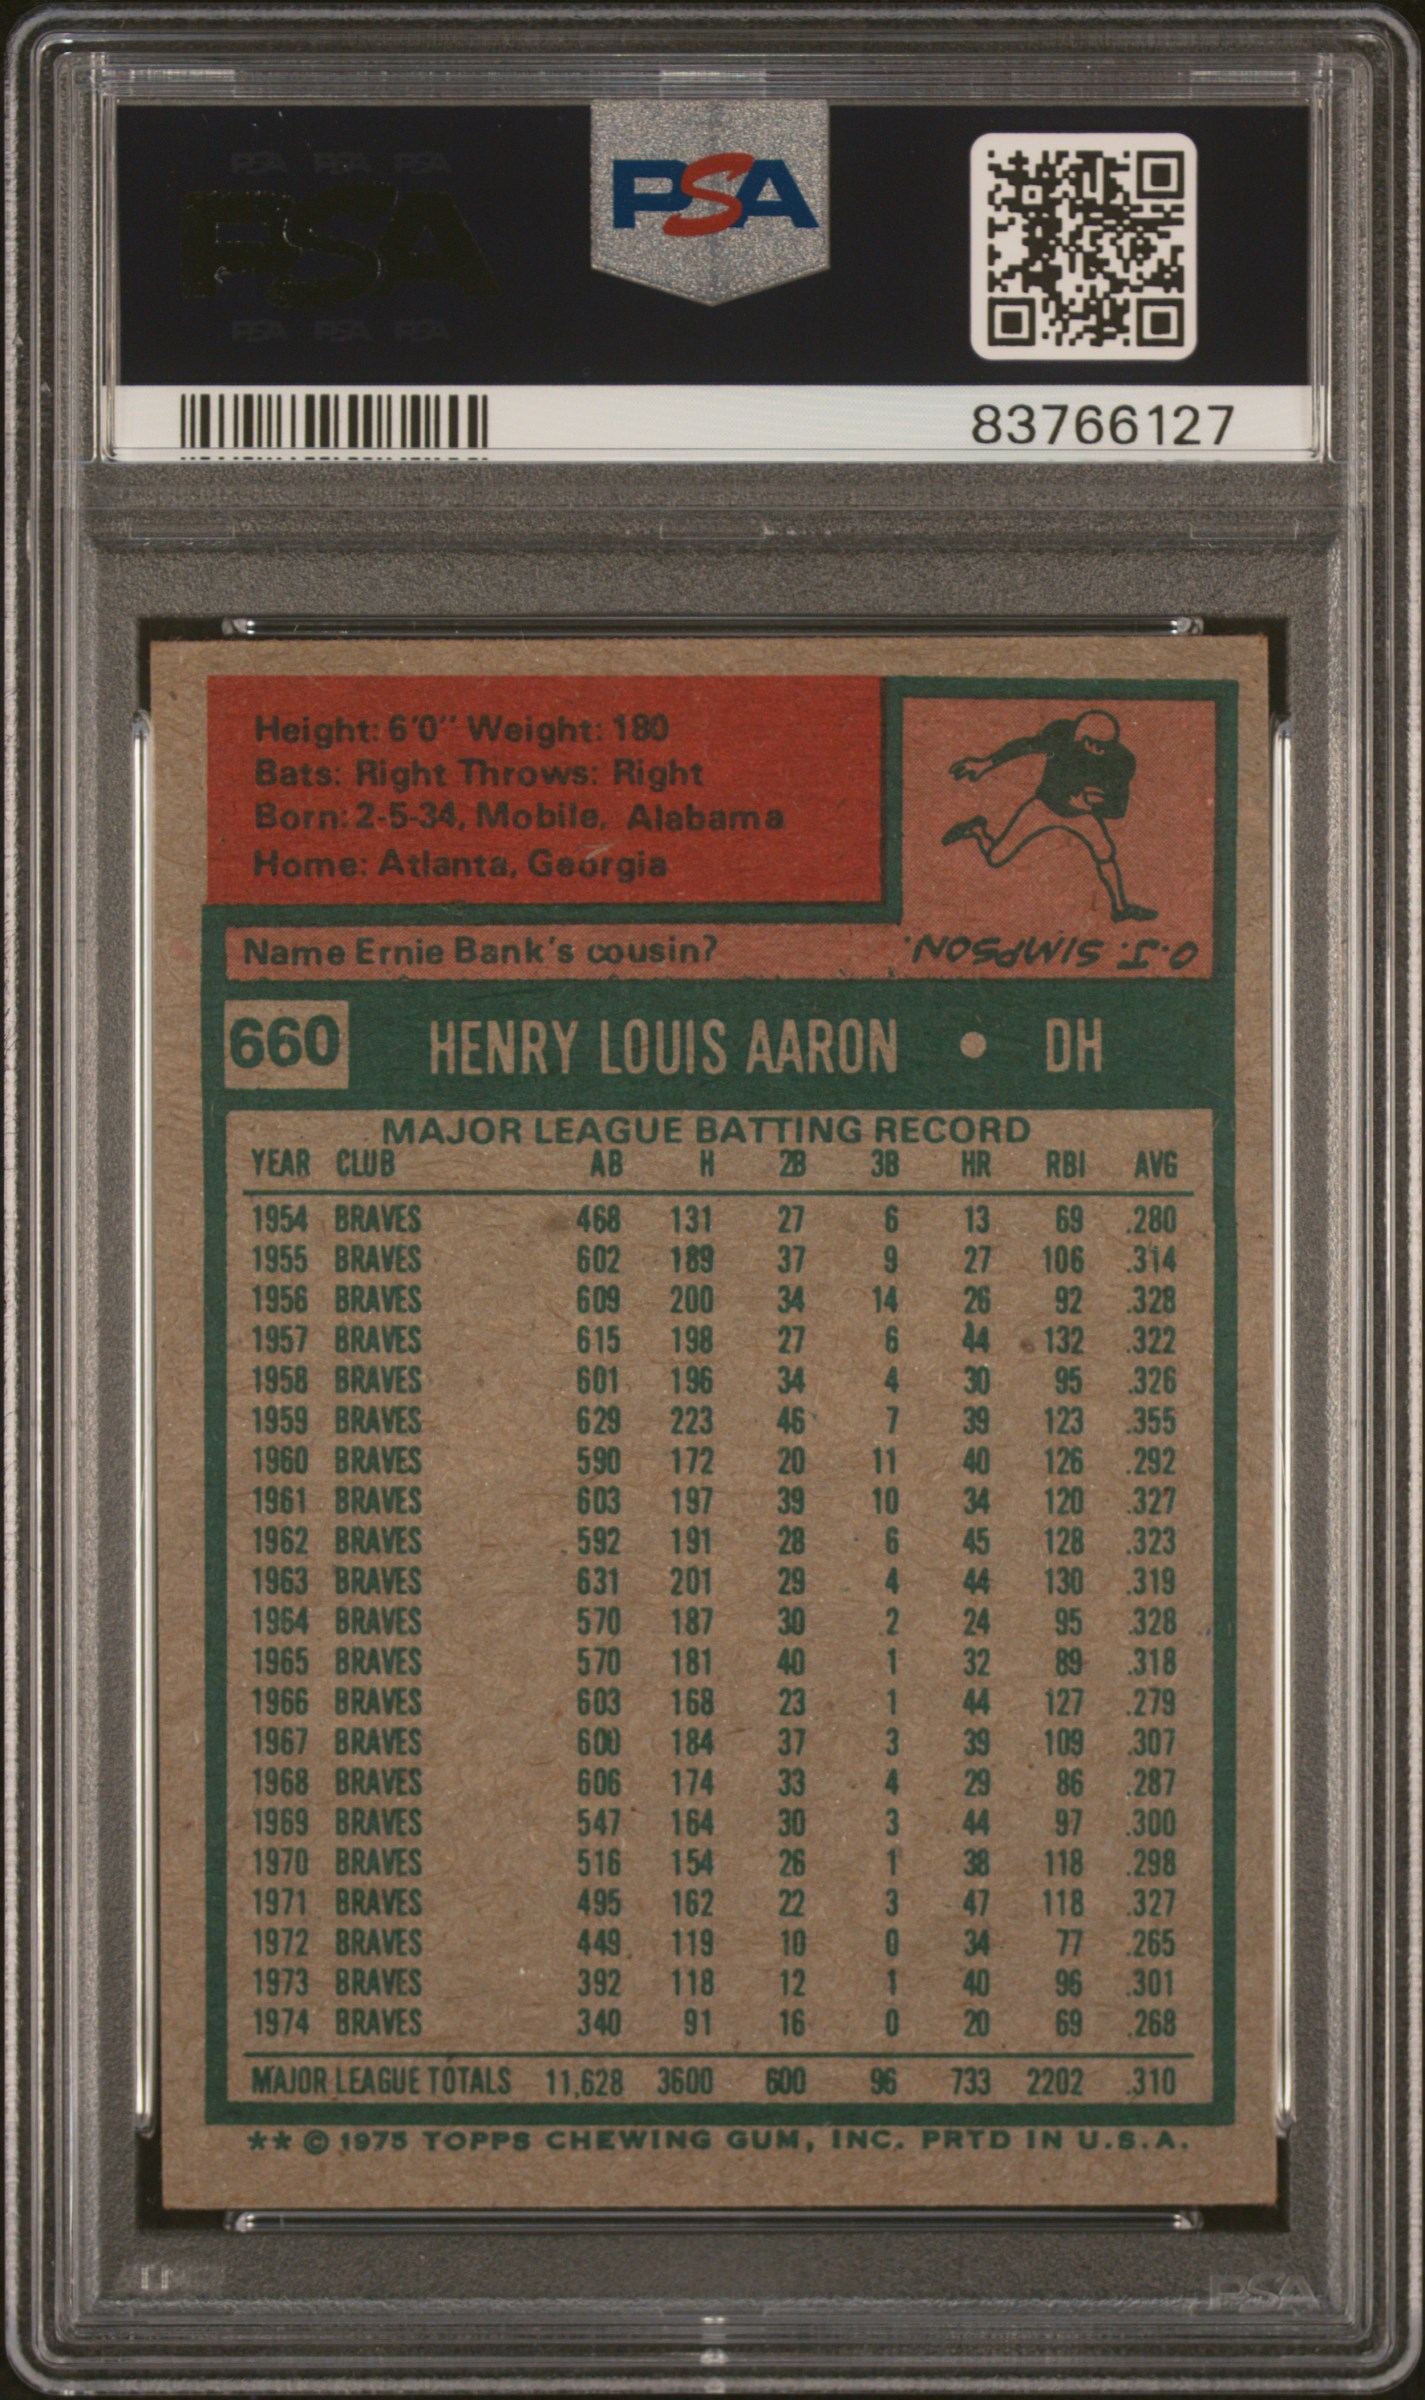 PSA PSA PSA
PSA
PSA PSA PSA
PSA
83766127
Height: 6'0" Weight: 180
Bats: Right Throws: Right
Born: 2-5-34, Mobile, Alabama
Home: Atlanta, Georgia
Name Ernie Bank's cousin?
O.J. SIMPSON.
660 HENRY LOUIS AARON • DH
MAJOR LEAGUE BATTING RECORD
YEAR CLUB AB H 2B 3B HR RBI AVG
1954 BRAVES 468 131 27 6 13 69 .280
1955 BRAVES 602 189 37 9 27 106 .314
1956 BRAVES 609 200 34 14 26 92 .328
1957 BRAVES 615 198 27 6 44 132 .322
1958 BRAVES 601 196 34 4 30 95 .326
1959 BRAVES 629 223 46 7 39 123 .355
1960 BRAVES 590 172 20 11 40 126 .292
1961 BRAVES 603 197 39 10 34 120 .327
1962 BRAVES 592 191 28 6 45 128 .323
1963 BRAVES 631 201 29 4 44 130 .319
1964 BRAVES 570 187 30 2 24 95 .328
1965 BRAVES 570 181 40 1 32 89 .318
1966 BRAVES 603 168 23 1 44 127 .279
1967 BRAVES 600 184 37 3 39 109 .307
1968 BRAVES 606 174 33 4 29 86 .287
1969 BRAVES 547 164 30 3 44 97 .300
1970 BRAVES 516 154 26 1 38 118 .298
1971 BRAVES 495 162 22 3 47 118 .327
1972 BRAVES 449 119 10 0 34 77 .265
1973 BRAVES 392 118 12 1 40 96 .301
1974 BRAVES 340 91 16 0 20 69 .268
MAJOR LEAGUE TOTALS 11,628 3600 600 96 733 2202 .310
** © 1975 TOPPS CHEWING GUM, INC. PRTD IN U.S.A.
PSA